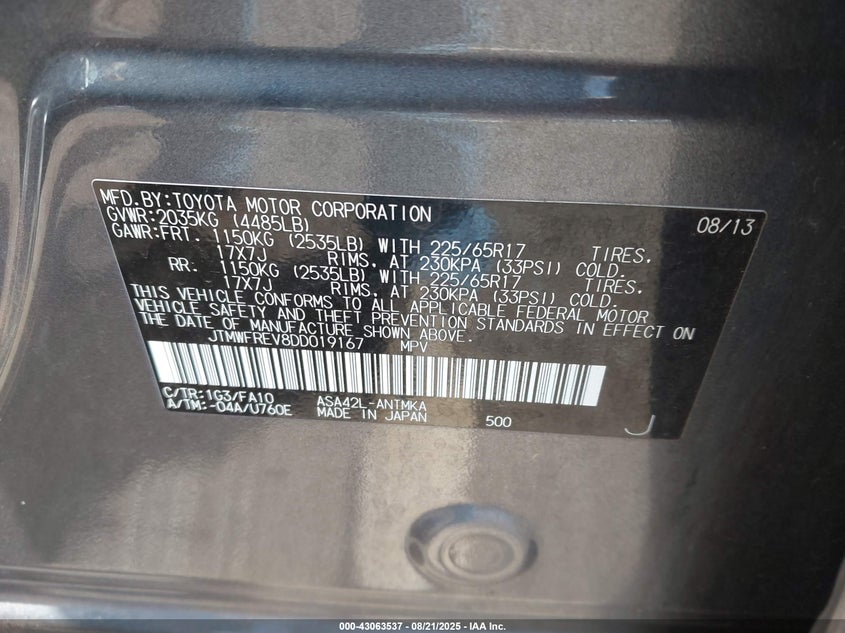 MFD.BY:TOYOTA MOTOR CORPORATION 08/13
GVWR:2035KG (4485LB)
GAWR:FRT. 1150KG (2535LB) WITH 225/65R17 TIRES,
17X7J RIMS, AT 230KPA (33PSI) COLD.
RR. 1150KG (2535LB) WITH 225/65R17 TIRES,
17X7J RIMS, AT 230KPA (33PSI) COLD.
THIS VEHICLE CONFORMS TO ALL APPLICABLE FEDERAL MOTOR
VEHICLE SAFETY AND THEFT PREVENTION STANDARDS IN EFFECT ON
THE DATE OF MANUFACTURE SHOWN ABOVE.
JTMWFREV8DD019167 MPV
C/TR:1G3/FA10 ASA42L-ANTMKA
A/TM:-04A/U760E MADE IN JAPAN 500 J
000-43063537 - 08/21/2025 - IAA Inc.